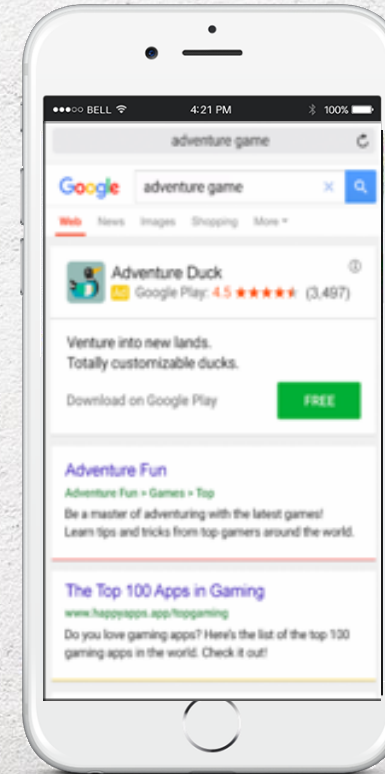 BELL 4:21 PM 100%
adventure game
Google adventure game ×
Web News Images Shopping More
Adventure Duck
Ad Google Play: 4.5 ★★★★★ (3,497)
Venture into new lands.
Totally customizable ducks.
Download on Google Play FREE
Adventure Fun
Adventure Fun > Games > Top
Be a master of adventuring with the latest games!
Learn tips and tricks from top gamers around the world.
The Top 100 Apps in Gaming
www.happyapps.app/topgaming
Do you love gaming apps? Here's the list of the top 100
gaming apps in the world. Check it out!